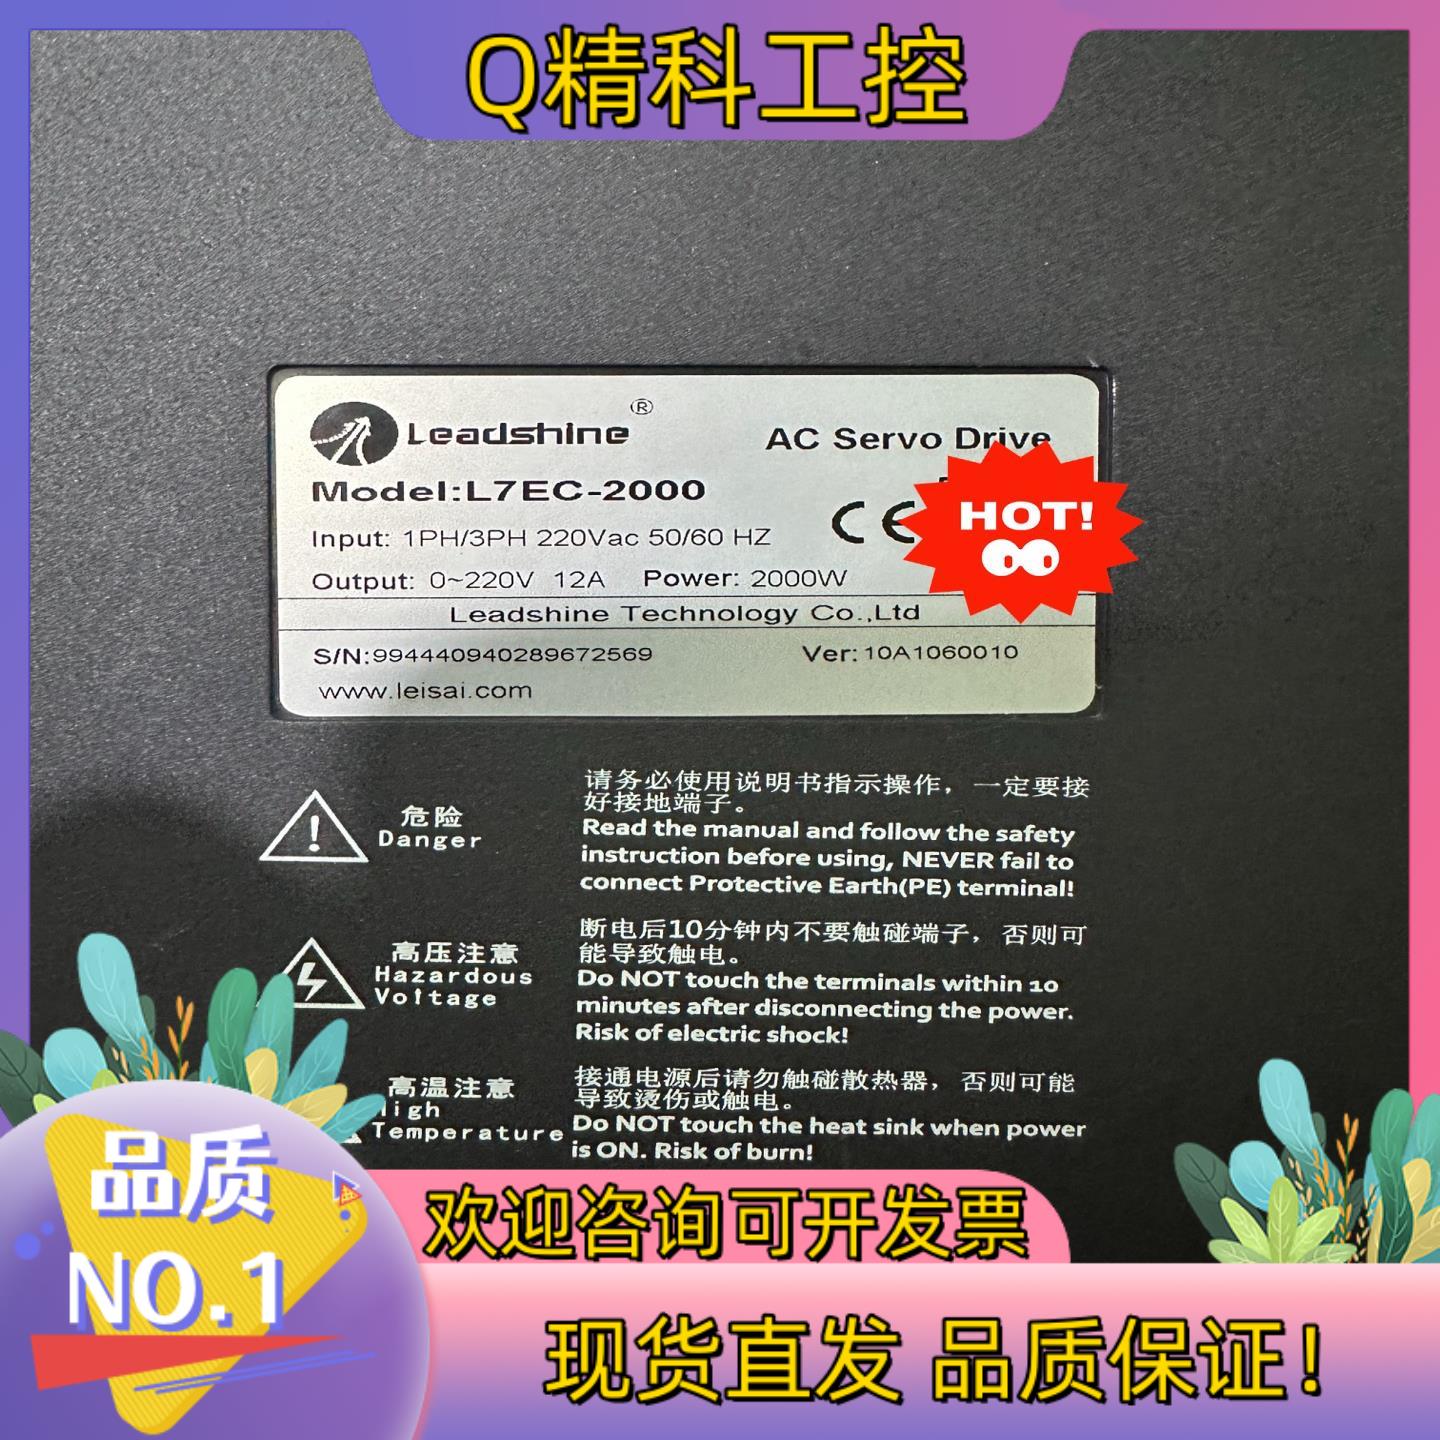 Q精科工控
Leadshine®
AC Servo Drive
Model:L7EC-2000
CE
HOT!
Input: 1PH/3PH 220Vac 50/60 HZ
Output: 0~220V 12A Power: 2000W
Leadshine Technology Co.,Ltd
S/N:994440940289672569
Ver:10A1060010
www.leisai.com
危险
Danger
请务必使用说明书指示操作，一定要接
好接地端子。
Read the manual and follow the safety
instruction before using, NEVER fail to
connect Protective Earth(PE) terminal!
高压注意
Hazardous
Voltage
断电后10分钟内不要触碰端子，否则可
能导致触电。
Do NOT touch the terminals within 10
minutes after disconnecting the power.
Risk of electric shock!
高温注意
High
Temperature
接通电源后请勿触碰散热器，否则可能
导致烫伤或触电。
Do NOT touch the heat sink when power
is ON. Risk of burn!
品质
NO.1
欢迎咨询可开发票
现货直发 品质保证!